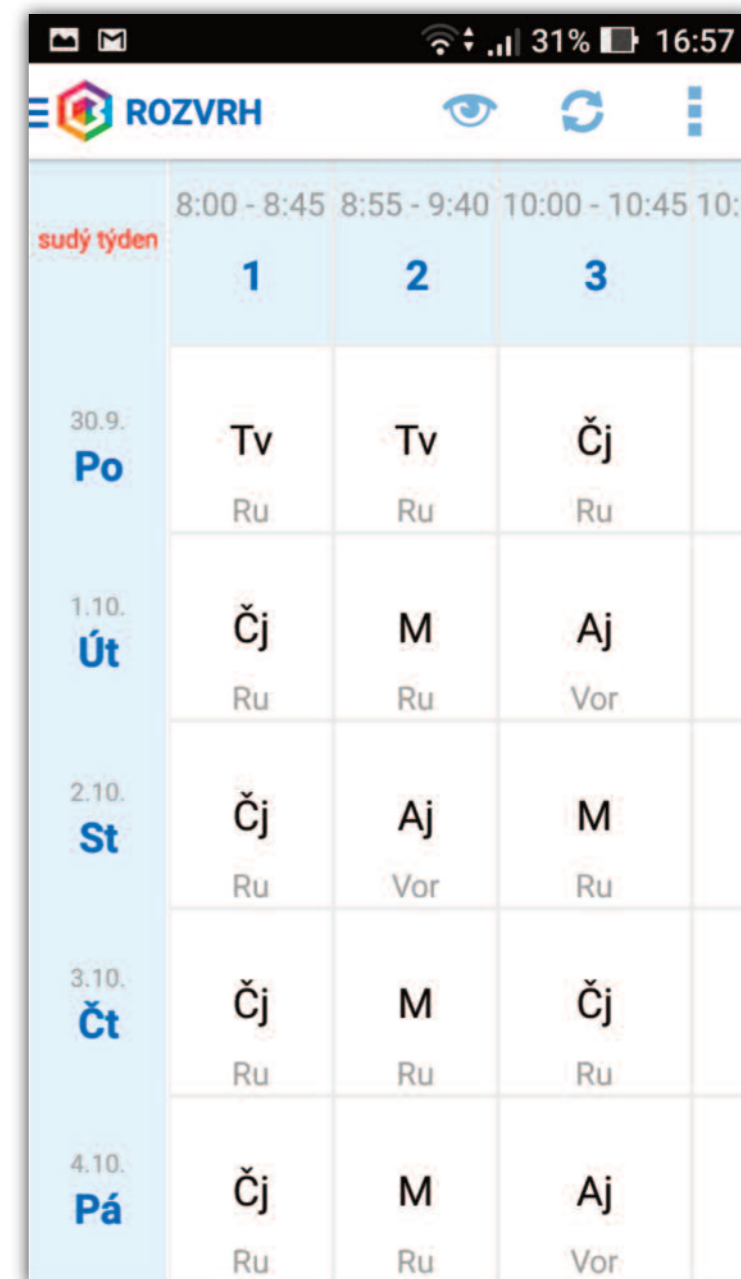 31% 16:57
ROZVRH
8:00 - 8:45 8:55 - 9:40 10:00 - 10:45 10:
sudý týden
1 2 3
30.9.
Po Tv Tv Čj
Ru Ru Ru
1.10.
Út Čj M Aj
Ru Ru Vor
2.10.
St Čj Aj M
Ru Vor Ru
3.10.
Čt Čj M Čj
Ru Ru Ru
4.10.
Pá Čj M Aj
Ru Ru Vor